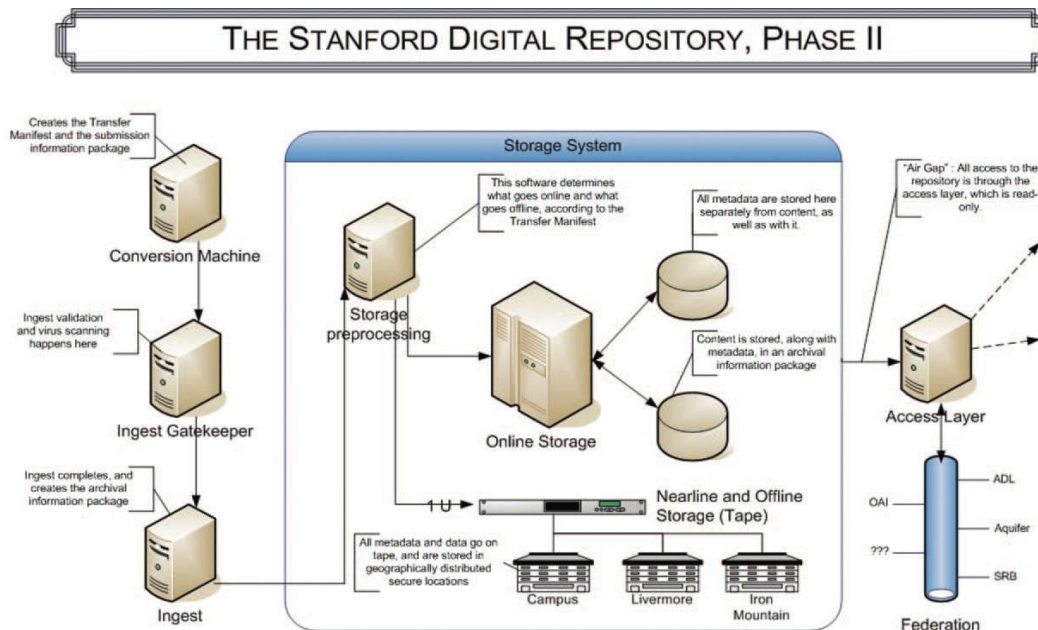 THE STANFORD DIGITAL REPOSITORY, PHASE II
Creates the Transfer
Manifest and the submission
information package
Conversion Machine
Ingest validation
and virus scanning
happens here
Ingest Gatekeeper
Ingest completes, and
creates the archival
information package
Ingest
Storage System
This software determines
what goes online and what
goes offline, according to the
Transfer Manifest
Storage
preprocessing
All metadata are stored here
separately from content, as
well as with it.
Content is stored, along with
metadata, in an archival
information package
Online Storage
1 U
Nearline and Offline
Storage (Tape)
All metadata and data go on
tape, and are stored in
geographically distributed
secure locations
Campus
Livermore
Iron
Mountain
"Air Gap" : All access to the
repository is through the
access layer, which is read-
only.
Access Layer
ADL
OAI
Aquifer
???
SRB
Federation